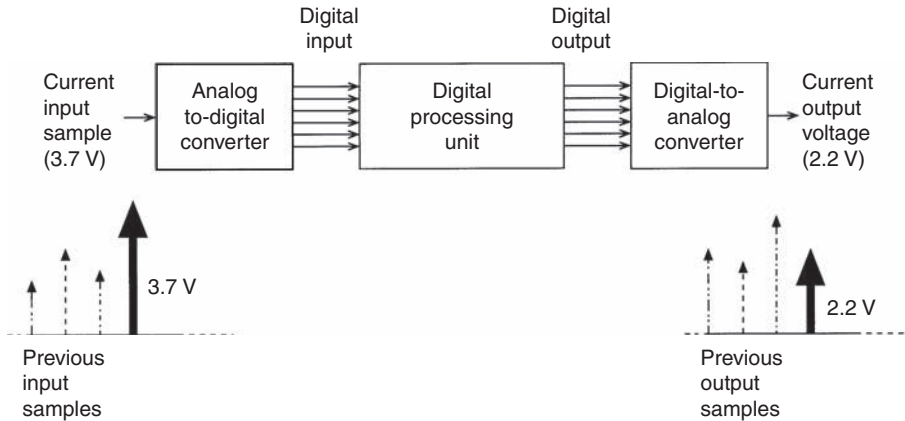 Digital
input
Digital
output
Current
input
sample
(3.7 V)
Analog
to-digital
converter
Digital
processing
unit
Digital-to-
analog
converter
Current
output
voltage
(2.2 V)
3.7 V
2.2 V
Previous
input
samples
Previous
output
samples